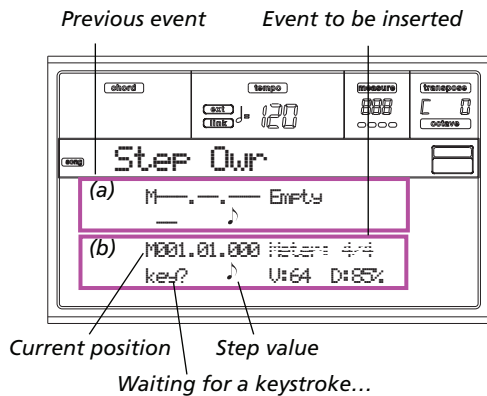 Previous event Event to be inserted
chord tempo measure transpose
ext link ♩= 120 888 C 0
octave
song Step Owr
(a) M---.--.--- Empty
-- ♪
(b) M001.01.000 Meter: 4/4
key? ♪ V:64 D:85%
Current position Step value
Waiting for a keystroke…